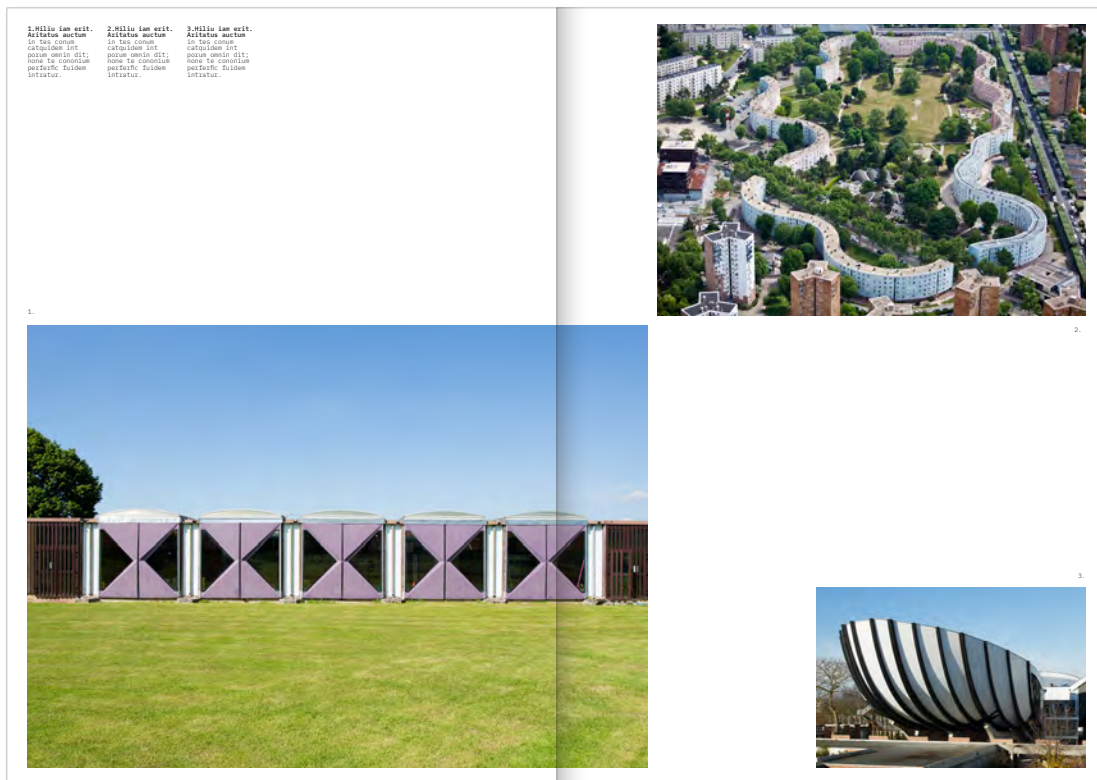 1.Hiliu iam erit.
Aritatus auctum
in tes conum
catquidem int
porum omnin dit;
none te cononium
perferfic fuidem
intratur.
2.Hiliu iam erit.
Aritatus auctum
in tes conum
catquidem int
porum omnin dit;
none te cononium
perferfic fuidem
intratur.
3.Hiliu iam erit.
Aritatus auctum
in tes conum
catquidem int
porum omnin dit;
none te cononium
perferfic fuidem
intratur.
1.
2.
3.